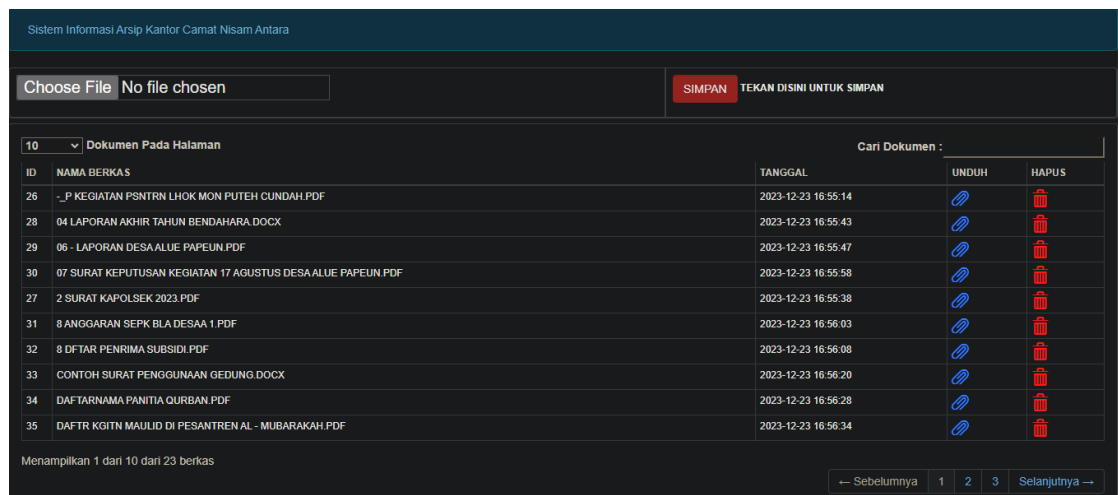 Sistem Informasi Arsip Kantor Camat Nisam Antara
Choose File No file chosen SIMPAN TEKAN DISINI UNTUK SIMPAN
10 Dokumen Pada Halaman Cari Dokumen :
ID NAMA BERKAS TANGGAL UNDUH HAPUS
26 -_P KEGIATAN PSNTRN LHOK MON PUTEH CUNDAH.PDF 2023-12-23 16:55:14
28 04 LAPORAN AKHIR TAHUN BENDAHARA.DOCX 2023-12-23 16:55:43
29 06 - LAPORAN DESA ALUE PAPEUN.PDF 2023-12-23 16:55:47
30 07 SURAT KEPUTUSAN KEGIATAN 17 AGUSTUS DESA ALUE PAPEUN.PDF 2023-12-23 16:55:58
27 2 SURAT KAPOLSEK 2023.PDF 2023-12-23 16:55:38
31 8 ANGGARAN SEPK BLA DESAA 1.PDF 2023-12-23 16:56:03
32 8 DFTAR PENRIMA SUBSIDI.PDF 2023-12-23 16:56:08
33 CONTOH SURAT PENGGUNAAN GEDUNG.DOCX 2023-12-23 16:56:20
34 DAFTARNAMA PANITIA QURBAN.PDF 2023-12-23 16:56:28
35 DAFTR KGITN MAULID DI PESANTREN AL - MUBARAKAH.PDF 2023-12-23 16:56:34
Menampilkan 1 dari 10 dari 23 berkas
← Sebelumnya 1 2 3 Selanjutnya →